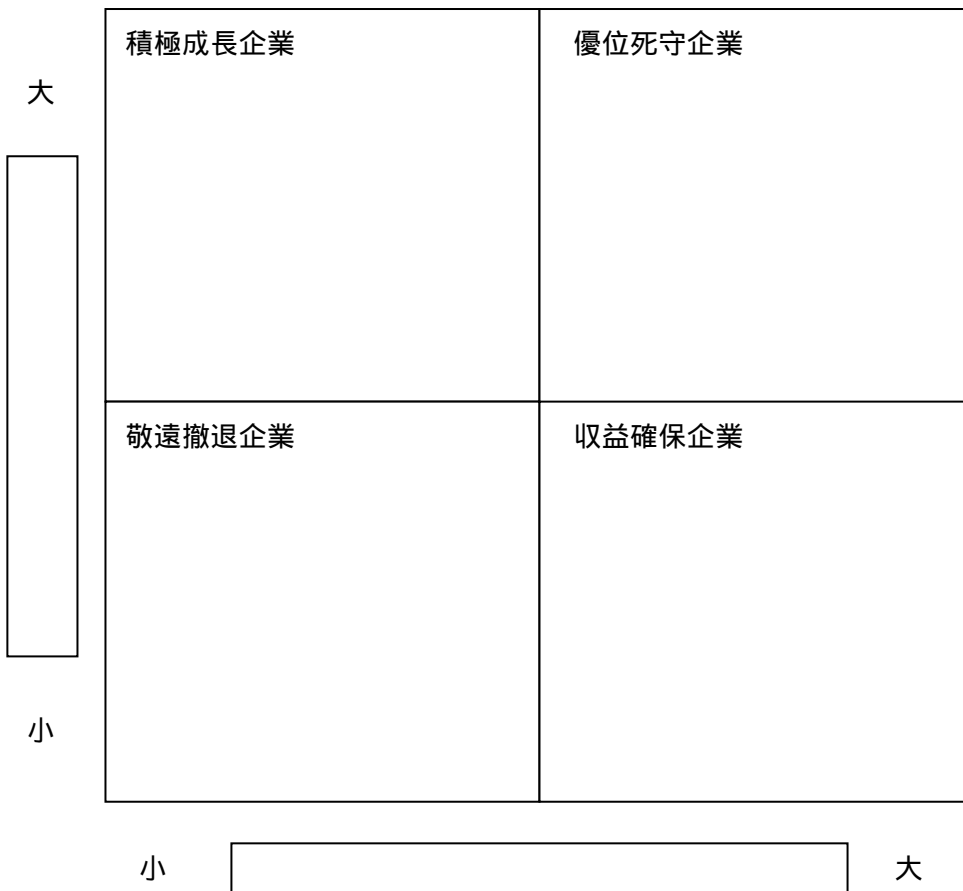 積極成長企業
優位死守企業
大
敬遠撤退企業
収益確保企業
小
小
大